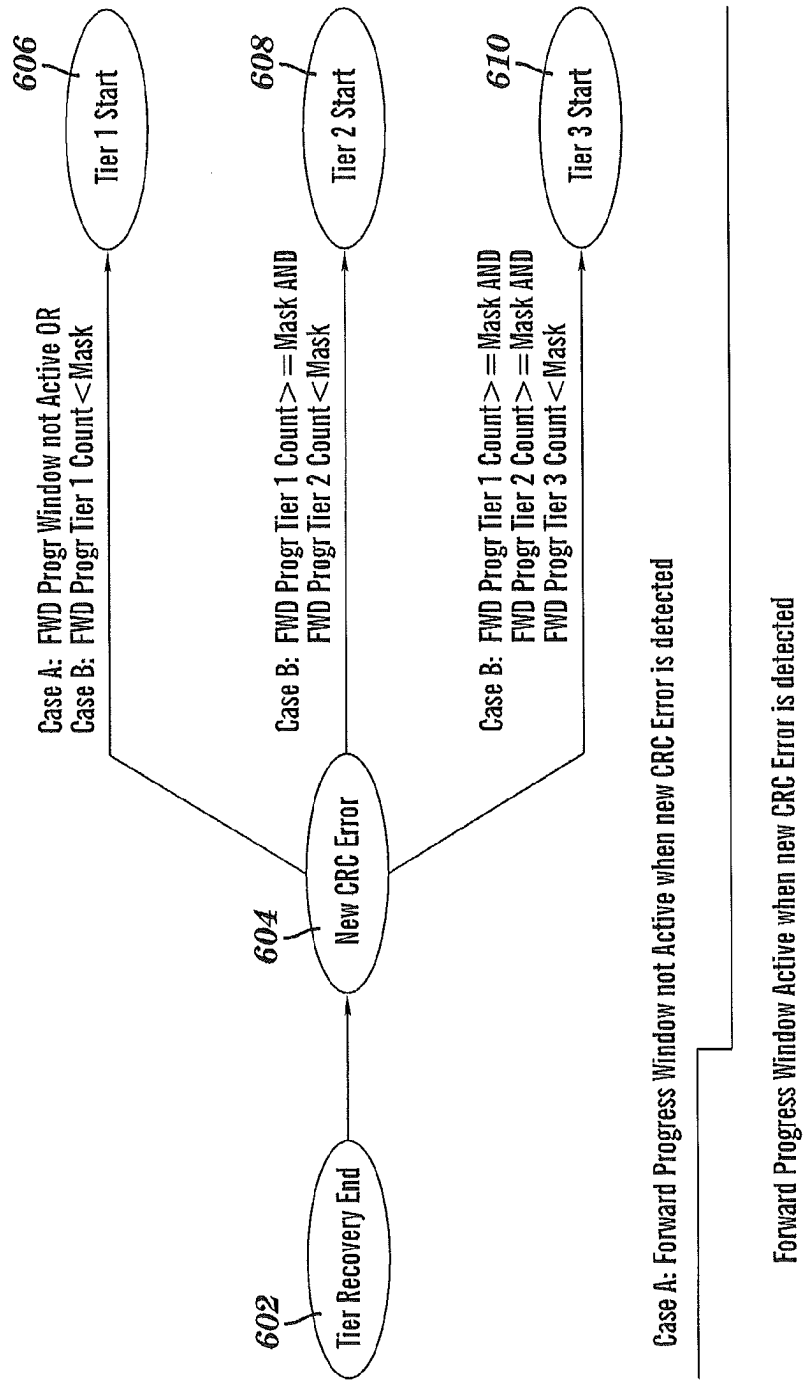 602
Tier Recovery End
604
New CRC Error
Case A: FWD Progr Window not Active OR
Case B: FWD Progr Tier 1 Count<Mask
606
Tier 1 Start
Case B: FWD Progr Tier 1 Count>=Mask AND
FWD Progr Tier 2 Count<Mask
608
Tier 2 Start
Case B: FWD Progr Tier 1 Count>=Mask AND
FWD Progr Tier 2 Count>=Mask AND
FWD Progr Tier 3 Count<Mask
610
Tier 3 Start
Case A: Forward Progress Window not Active when new CRC Error is detected
Forward Progress Window Active when new CRC Error is detected